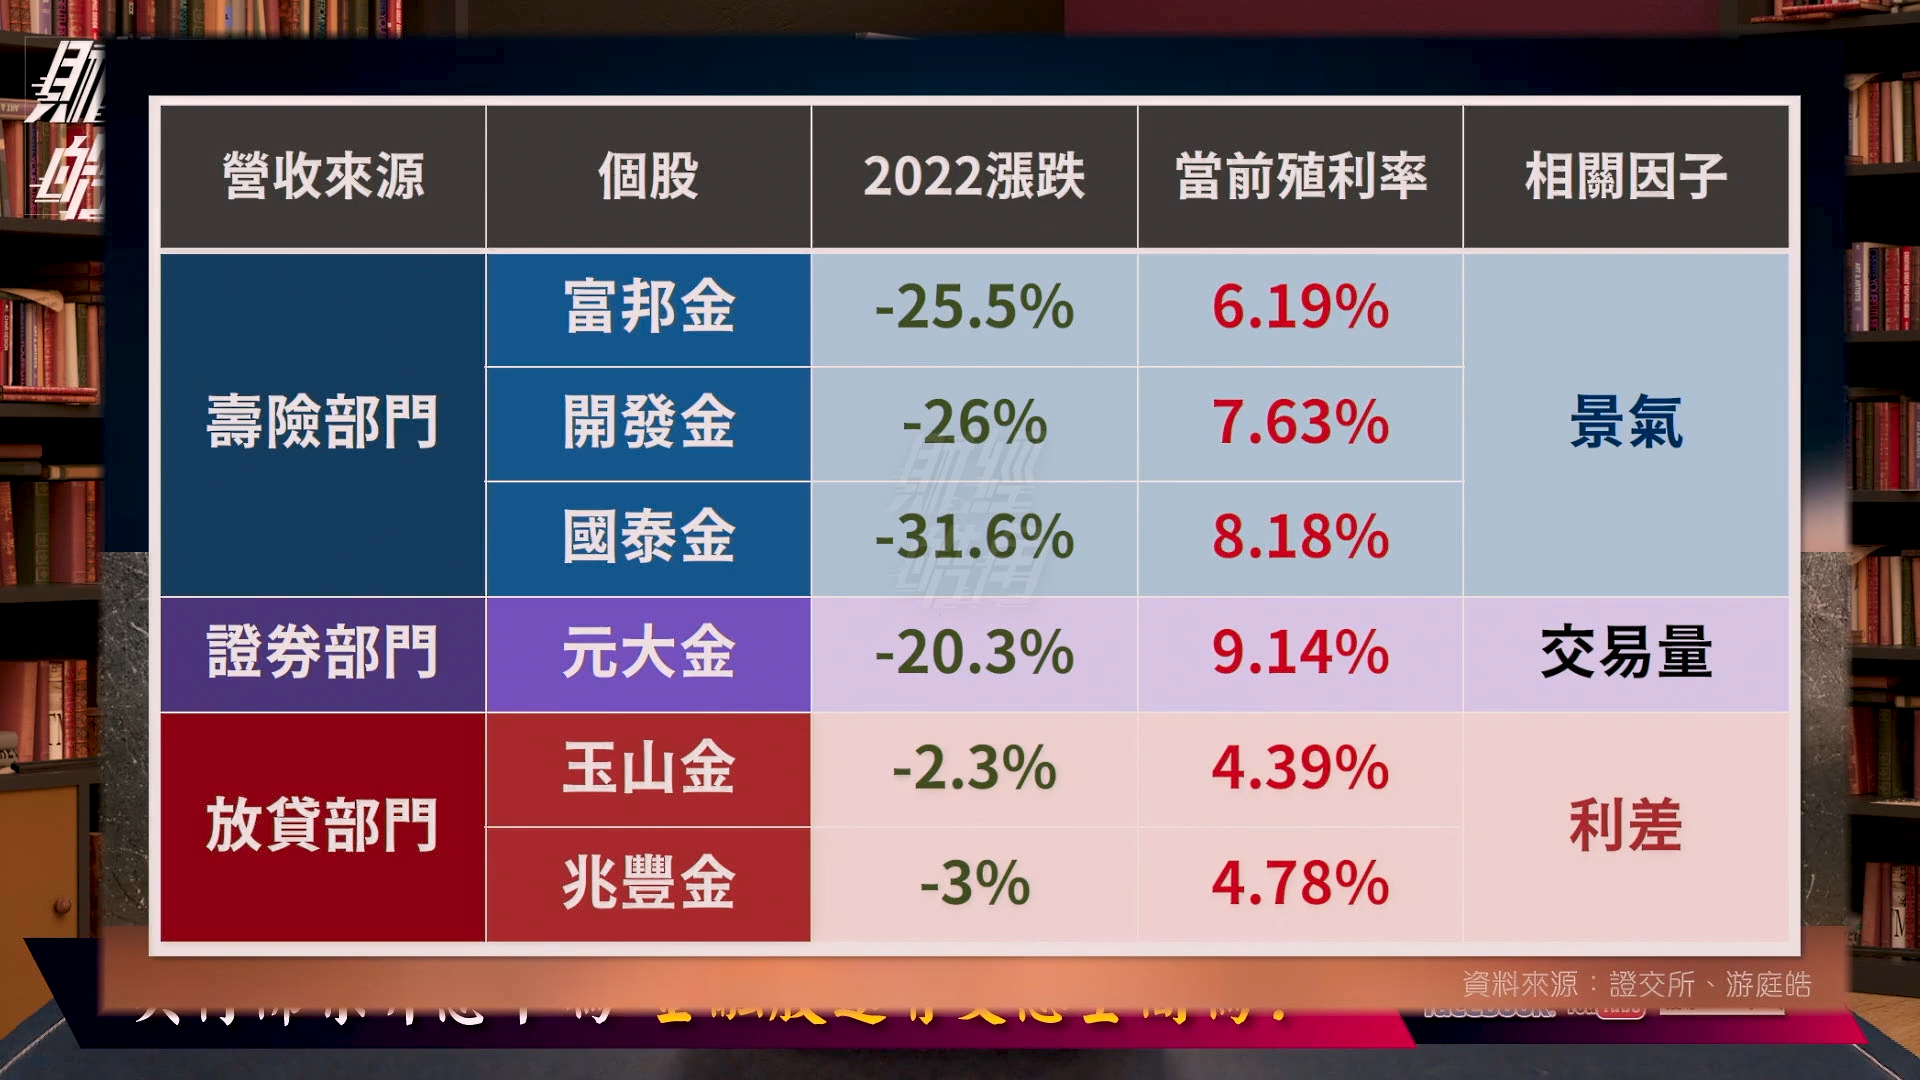 營收來源 個股 2022漲跌 當前殖利率 相關因子
壽險部門 富邦金 -25.5% 6.19% 景氣
開發金 -26% 7.63%
國泰金 -31.6% 8.18%
證券部門 元大金 -20.3% 9.14% 交易量
放貸部門 玉山金 -2.3% 4.39% 利差
兆豐金 -3% 4.78%
資料來源：證交所、游庭皓
財經
皓角